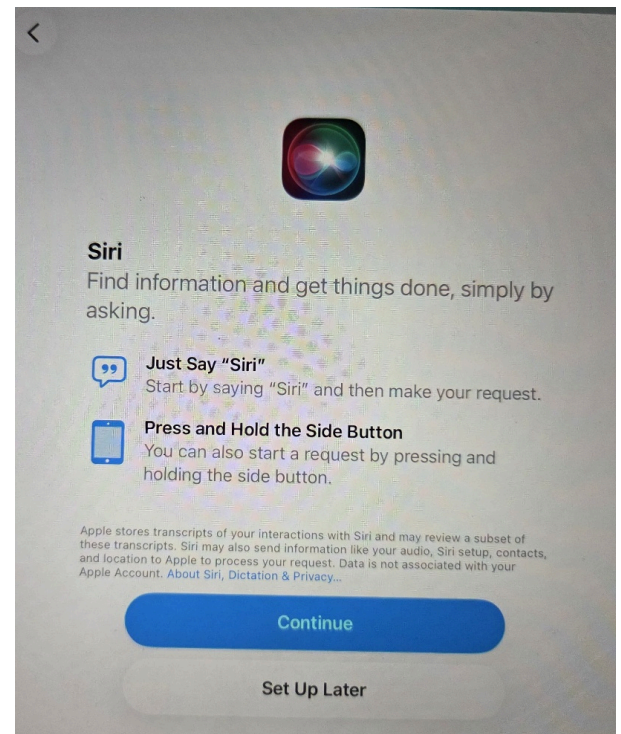 Siri
Find information and get things done, simply by
asking.
Just Say “Siri”
Start by saying “Siri” and then make your request.
Press and Hold the Side Button
You can also start a request by pressing and
holding the side button.
Apple stores transcripts of your interactions with Siri and may review a subset of
these transcripts. Siri may also send information like your audio, Siri setup, contacts,
and location to Apple to process your request. Data is not associated with your
Apple Account. About Siri, Dictation & Privacy...
Continue
Set Up Later